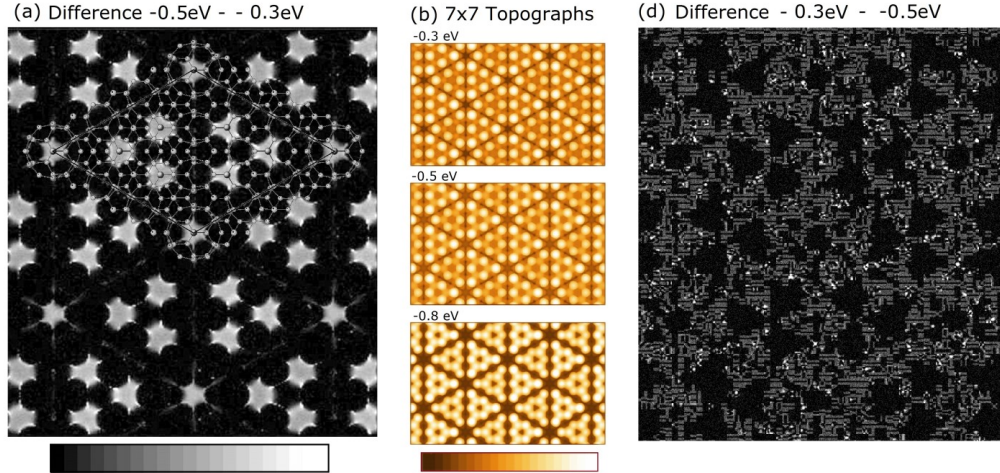 (a) Difference -0.5eV - - 0.3eV
(b) 7x7 Topographs
-0.3 eV
-0.5 eV
-0.8 eV
(d) Difference - 0.3eV - -0.5eV